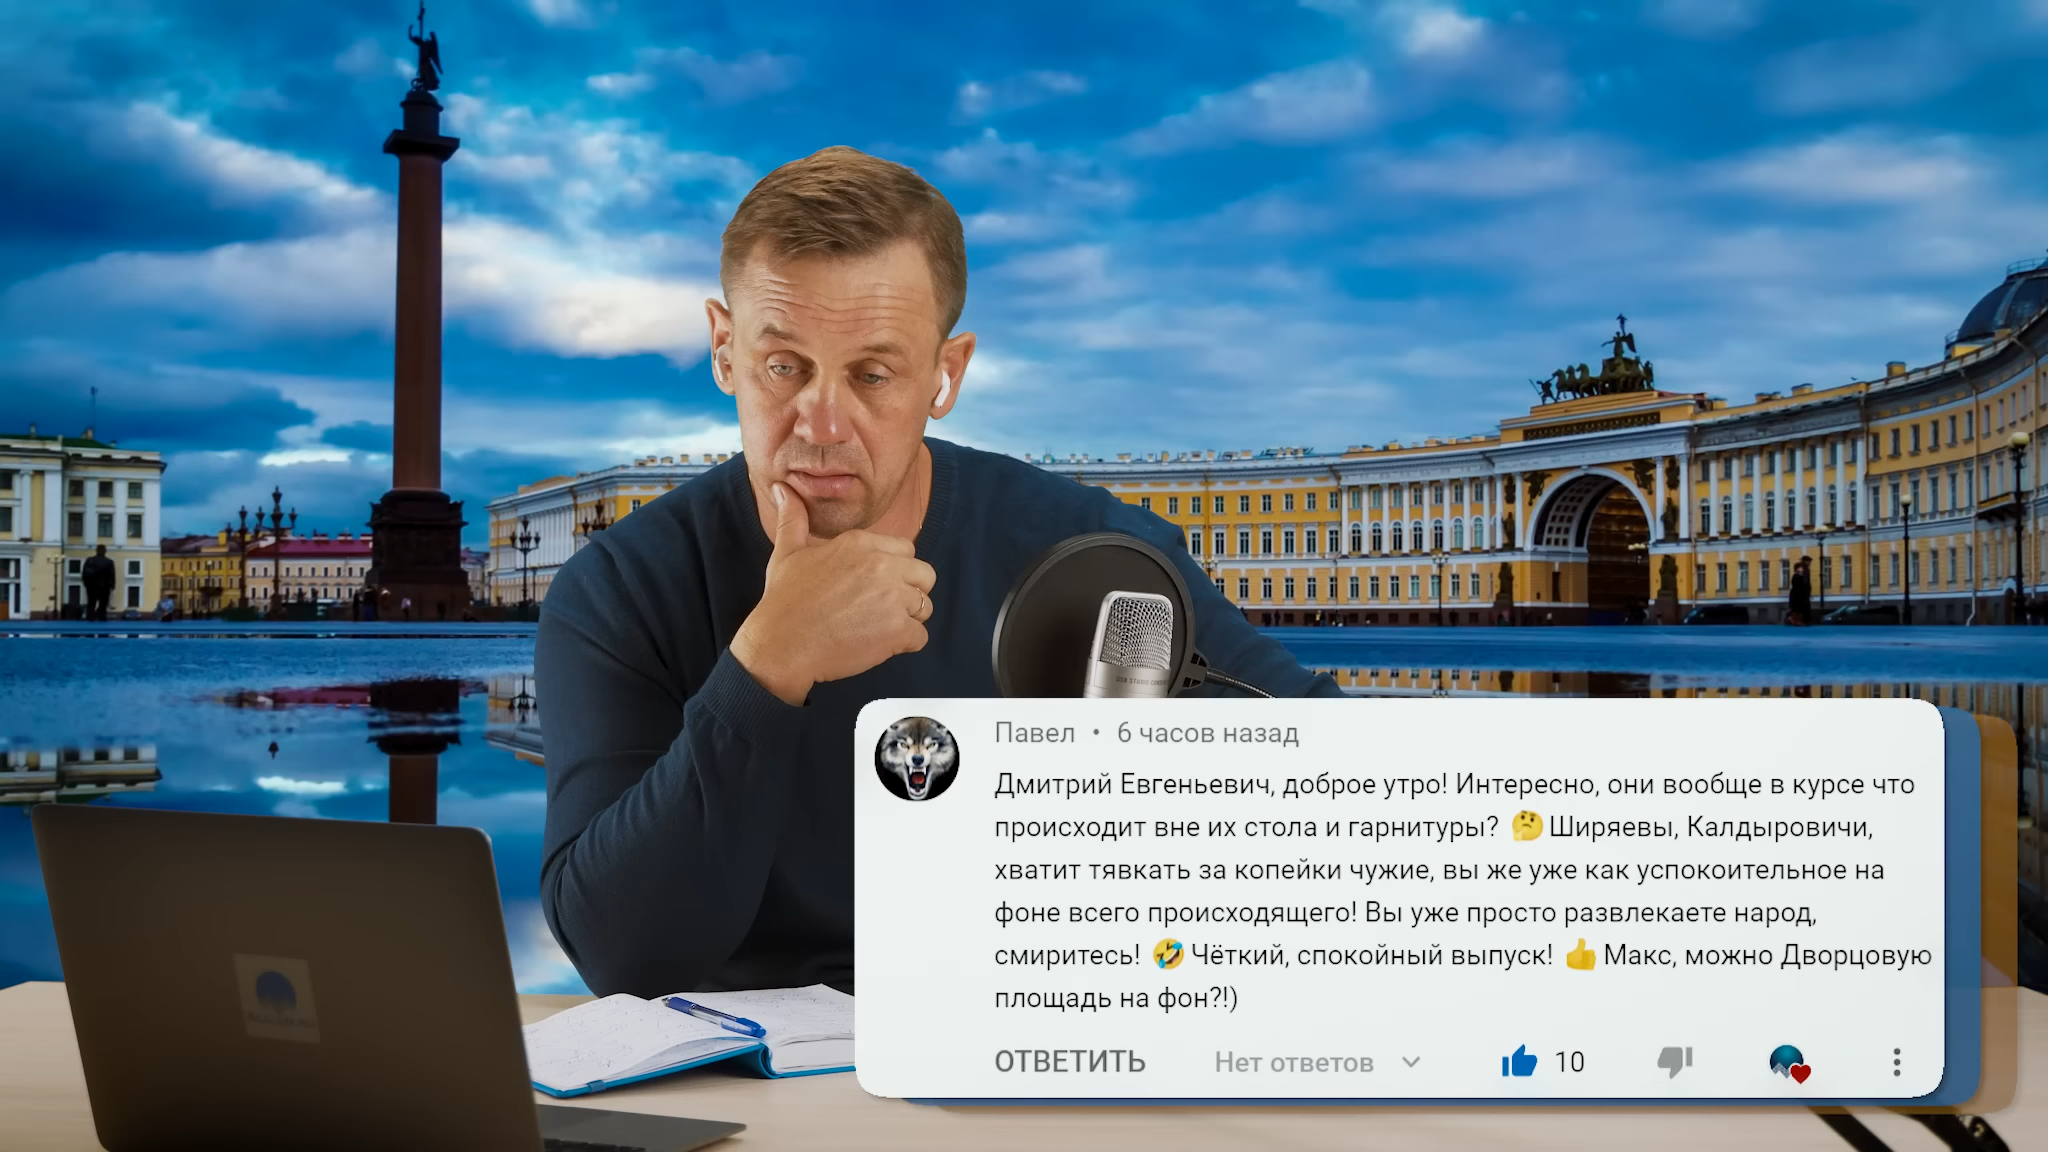 Павел • 6 часов назад
Дмитрий Евгеньевич, доброе утро! Интересно, они вообще в курсе что
происходит вне их стола и гарнитуры? 🤔 Ширяевы, Калдыровичи,
хватит тявкать за копейки чужие, вы же уже как успокоительное на
фоне всего происходящего! Вы уже просто развлекаете народ,
смиритесь! 🤣 Чёткий, спокойный выпуск! 👍 Макс, можно Дворцовую
площадь на фон?!)
ОТВЕТИТЬ Нет ответов 10
USB STUDIO